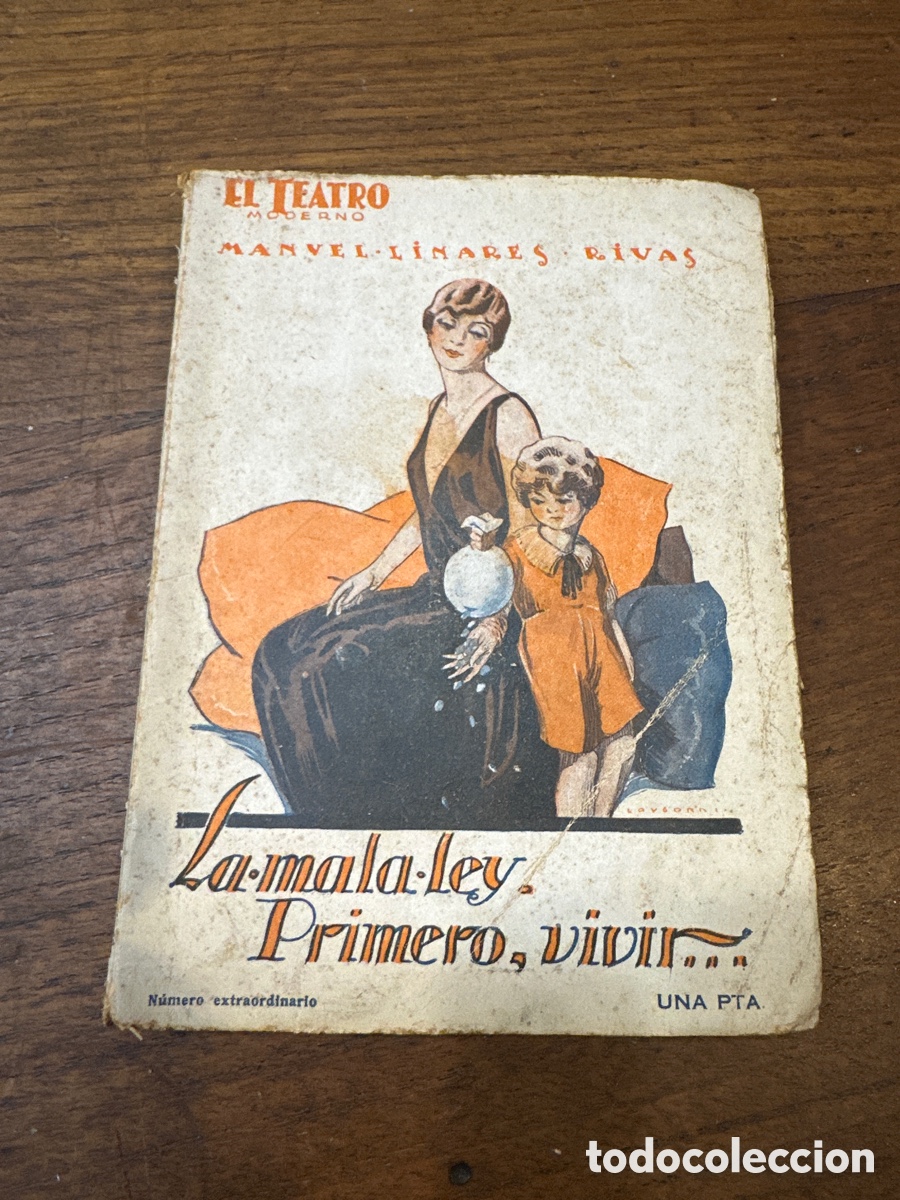 EL TEATRO
MODERNO
MANVEL·LINARES·RIVAS
La·mala·ley.
Primero, vivir...
Número extraordinario
UNA PTA.
todocoleccion